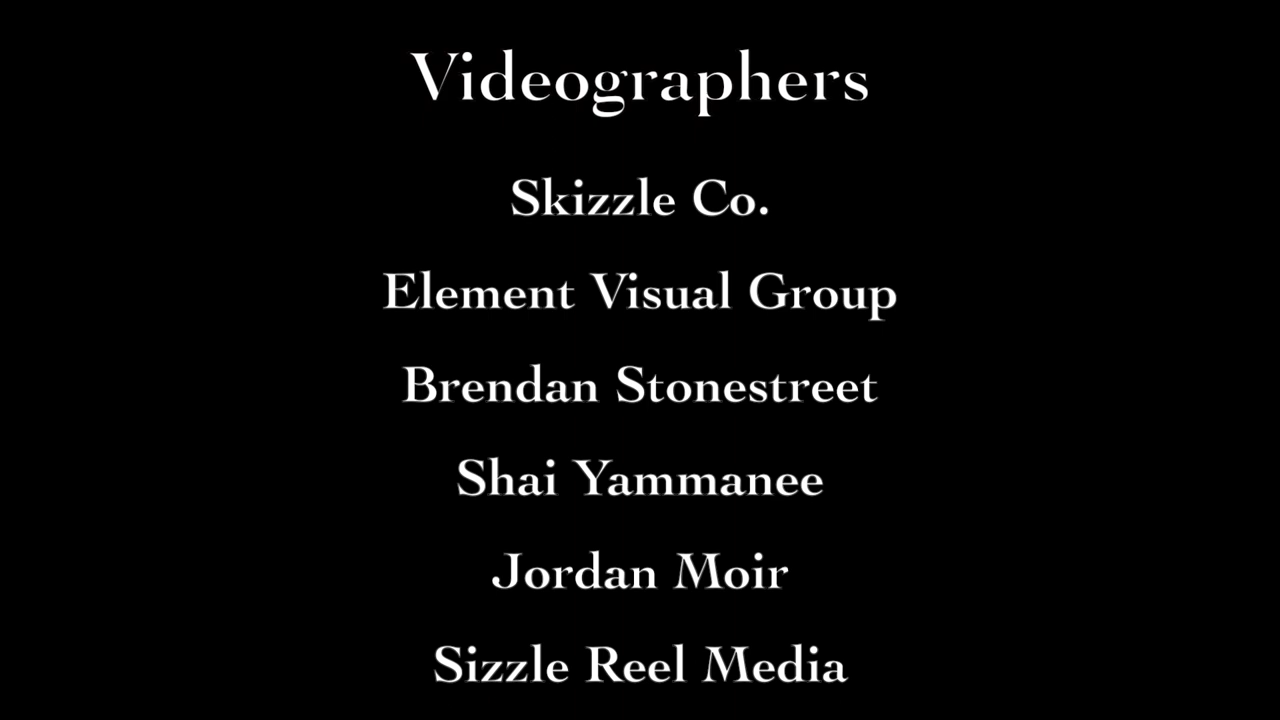 Videographers
Skizzle Co.
Element Visual Group
Brendan Stonestreet
Shai Yammanee
Jordan Moir
Sizzle Reel Media